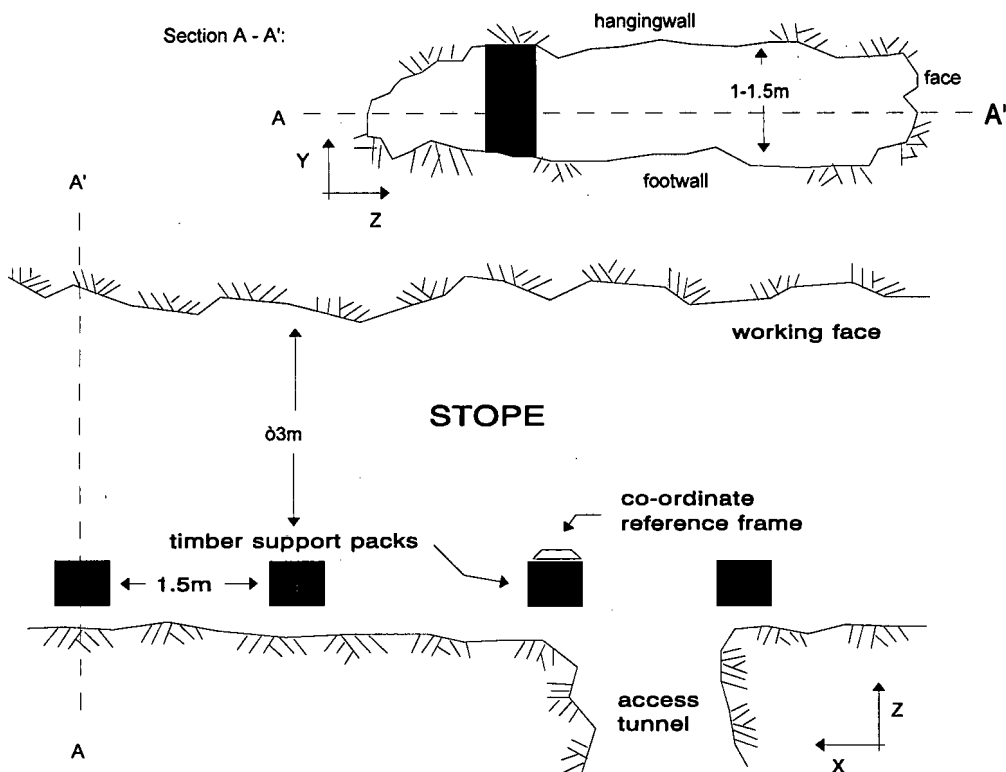 Section A - A':
hangingwall
face
1-1.5m
A
A'
Y
footwall
Z
A'
working face
STOPE
ò3m
co-ordinate
reference frame
timber support packs
1.5m
access
tunnel
Z
X
A